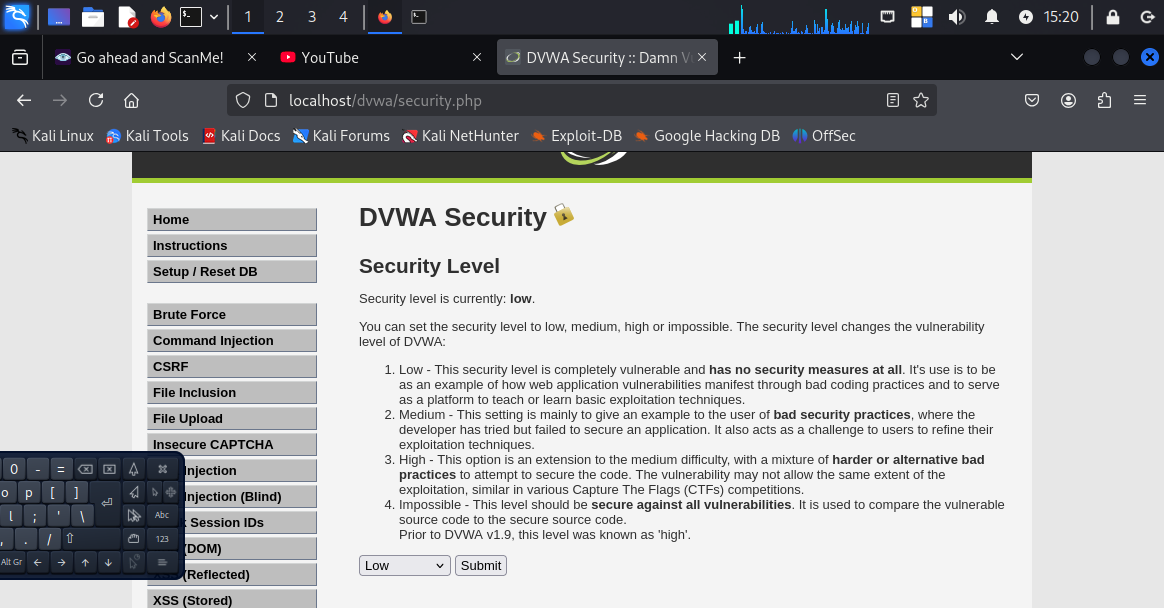 1 2 3 4 15:20
Go ahead and ScanMe! YouTube DVWA Security :: Damn
localhost/dvwa/security.php
Kali Linux Kali Tools Kali Docs Kali Forums Kali NetHunter Exploit-DB Google Hacking DB OffSec
Home
Instructions
Setup / Reset DB
Brute Force
Command Injection
CSRF
File Inclusion
File Upload
Insecure CAPTCHA
Injection
Injection (Blind)
Session IDs
(DOM)
(Reflected)
XSS (Stored)
DVWA Security
Security Level
Security level is currently: low.
You can set the security level to low, medium, high or impossible. The security level changes the vulnerability
level of DVWA:
1. Low - This security level is completely vulnerable and has no security measures at all. It's use is to be
as an example of how web application vulnerabilities manifest through bad coding practices and to serve
as a platform to teach or learn basic exploitation techniques.
2. Medium - This setting is mainly to give an example to the user of bad security practices, where the
developer has tried but failed to secure an application. It also acts as a challenge to users to refine their
exploitation techniques.
3. High - This option is an extension to the medium difficulty, with a mixture of harder or alternative bad
practices to attempt to secure the code. The vulnerability may not allow the same extent of the
exploitation, similar in various Capture The Flags (CTFs) competitions.
4. Impossible - This level should be secure against all vulnerabilities. It is used to compare the vulnerable
source code to the secure source code.
Prior to DVWA v1.9, this level was known as 'high'.
Low Submit
0 - =
o p [ ]
l ; ' \ Abc
, . / 123
Alt Gr